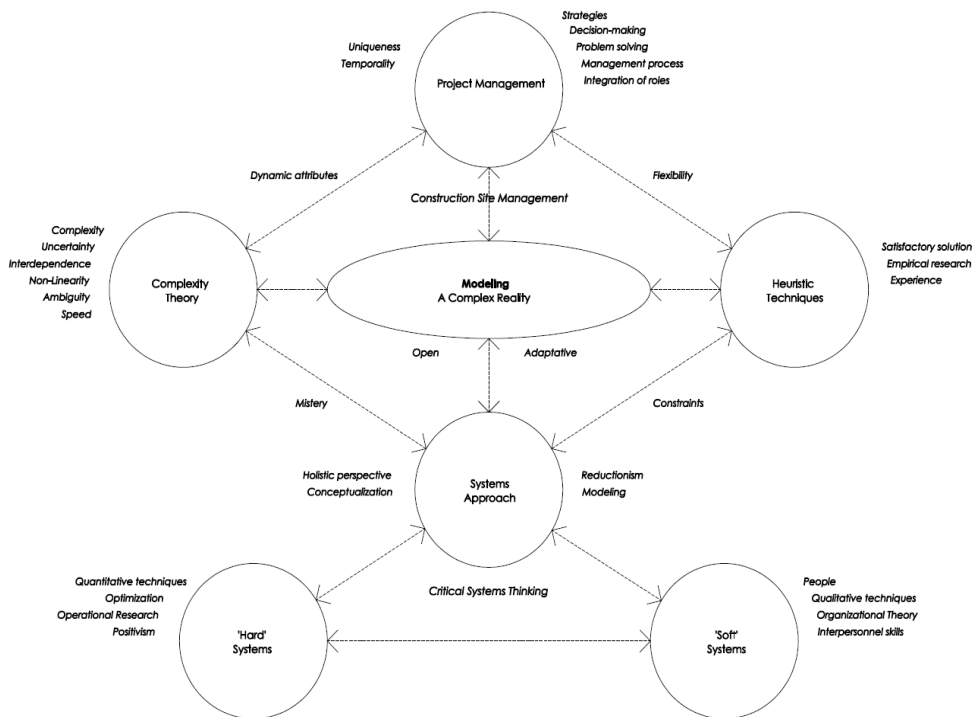 Strategies
Decision-making
Uniqueness
Problem solving
Temporality
Management process
Project Management
Integration of roles
Dynamic attributes
Flexibility
Construction Site Management
Complexity
Uncertainty
Interdependence
Non-Linearity
Ambiguity
Speed
Complexity
Theory
Modeling
A Complex Reality
Heuristic
Techniques
Satisfactory solution
Empirical research
Experience
Open
Adaptative
Mistery
Constraints
Holistic perspective
Conceptualization
Systems
Approach
Reductionism
Modeling
Quantitative techniques
Optimization
Operational Research
Positivism
'Hard'
Systems
Critical Systems Thinking
'Soft'
Systems
People
Qualitative techniques
Organizational Theory
Interpersonnel skills